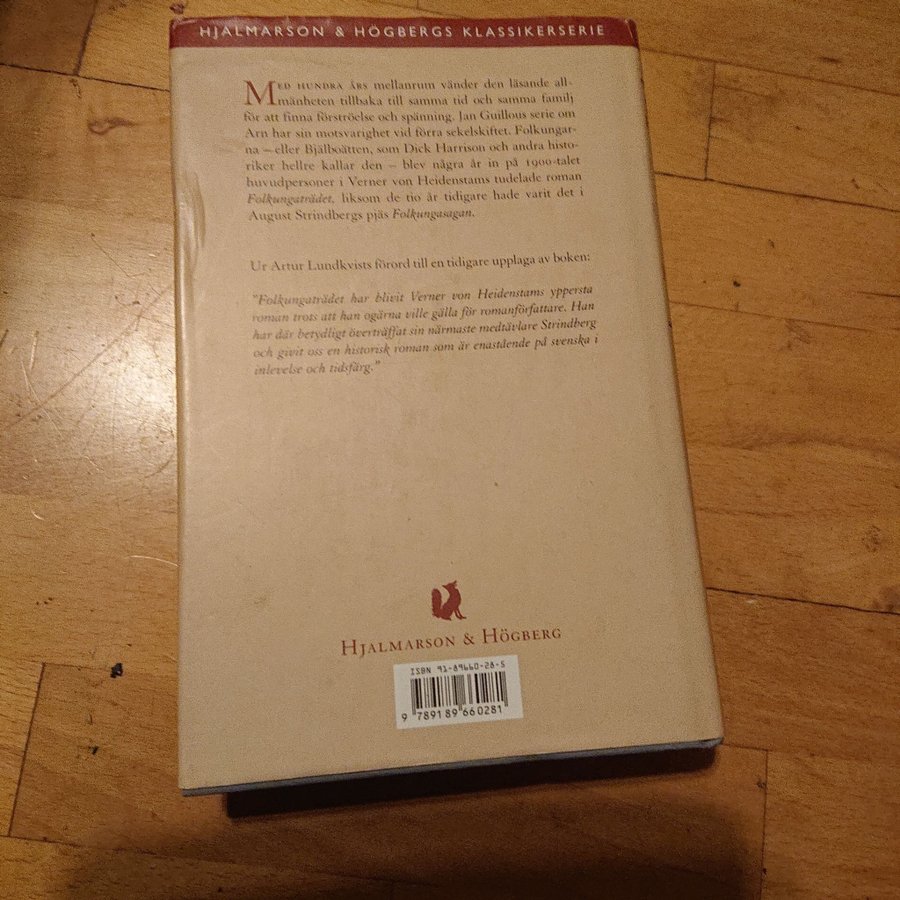 HJALMARSON & HÖGBERGS KLASSIKERSERIE
MED HUNDRA ÅRS mellanrum vänder den läsande all-
mänheten tillbaka till samma tid och samma familj
för att finna förströelse och spänning. Jan Guillous serie om
Arn har sin motsvarighet vid förra sekelskiftet. Folkungar-
na – eller Bjälboätten, som Dick Harrison och andra histo-
riker hellre kallar den – blev några år in på 1900-talet
huvudpersoner i Verner von Heidenstams tudelade roman
Folkungaträdet, liksom de tio år tidigare hade varit det i
August Strindbergs pjäs Folkungasagan.
Ur Artur Lundkvists förord till en tidigare upplaga av boken:
"Folkungaträdet har blivit Verner von Heidenstams yppersta
roman trots att han ogärna ville gälla för romanförfattare. Han
har där betydligt överträffat sin närmaste medtävlare Strindberg
och givit oss en historisk roman som är enastående på svenska i
inlevelse och tidsfärg."
HJALMARSON & HÖGBERG
ISBN 91-89660-28-5
9 789189 660281